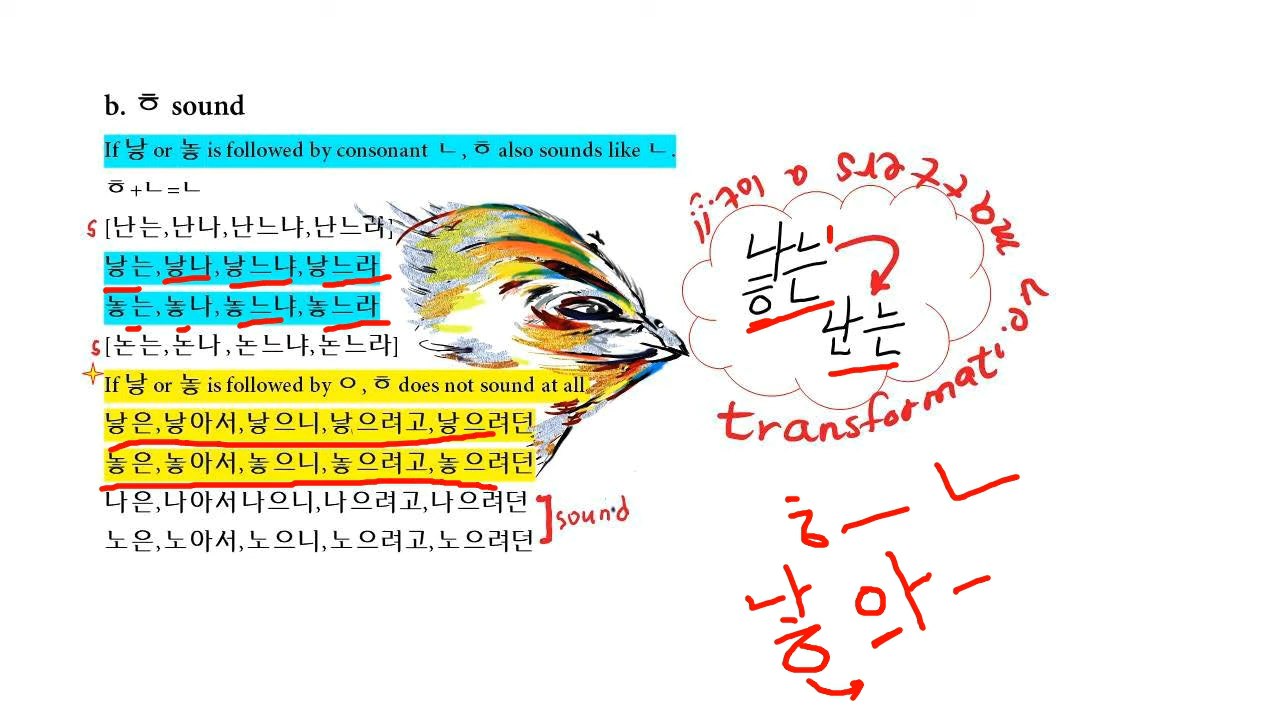 b. ㅎ sound
If 낳 or 놓 is followed by consonant ㄴ, ㅎ also sounds like ㄴ.
ㅎ+ㄴ=ㄴ
s [난는,난나,난느냐,난느라]
낳는,낳나,낳느냐,낳느라
놓는,놓나,놓느냐,놓느라
s [논는,논나,논느냐,논느라]
If 낳 or 놓 is followed by ㅇ, ㅎ does not sound at all.
낳은,낳아서,낳으니,낳으려고,낳으려던
놓은,놓아서,놓으니,놓으려고,놓으려던
나은,나아서나으니,나으려고,나으려던
노은,노아서,노으니,노으려고,노으려던
sound
matters a lot
낳는
난는
transformation
ㅎ ㅡ ㄴ
낳 아 -